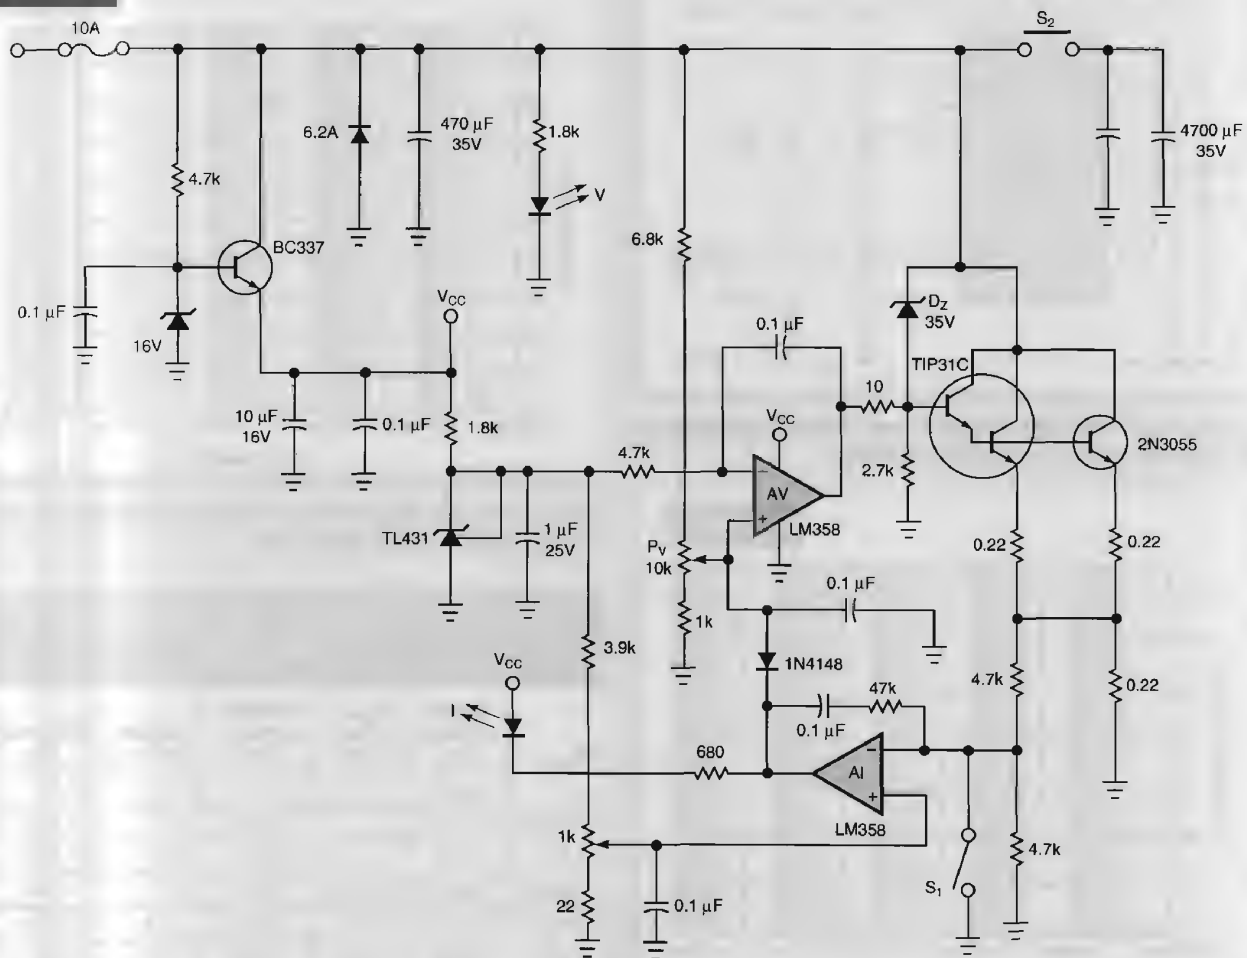 10A
S2
4.7k
6.2A
470 µF
35V
1.8k
V
4700 µF
35V
BC337
6.8k
0.1 µF
16V
VCC
DZ
35V
0.1 µF
TIP31C
10 µF
16V
0.1 µF
1.8k
VCC
10
2N3055
4.7k
2.7k
TL431
1 µF
25V
−
AV
+
LM358
0.22
0.22
PV
10k
0.1 µF
1k
3.9k
1N4148
4.7k
0.22
VCC
I
47k
0.1 µF
680
−
AI
+
LM358
1k
4.7k
S1
22
0.1 µF